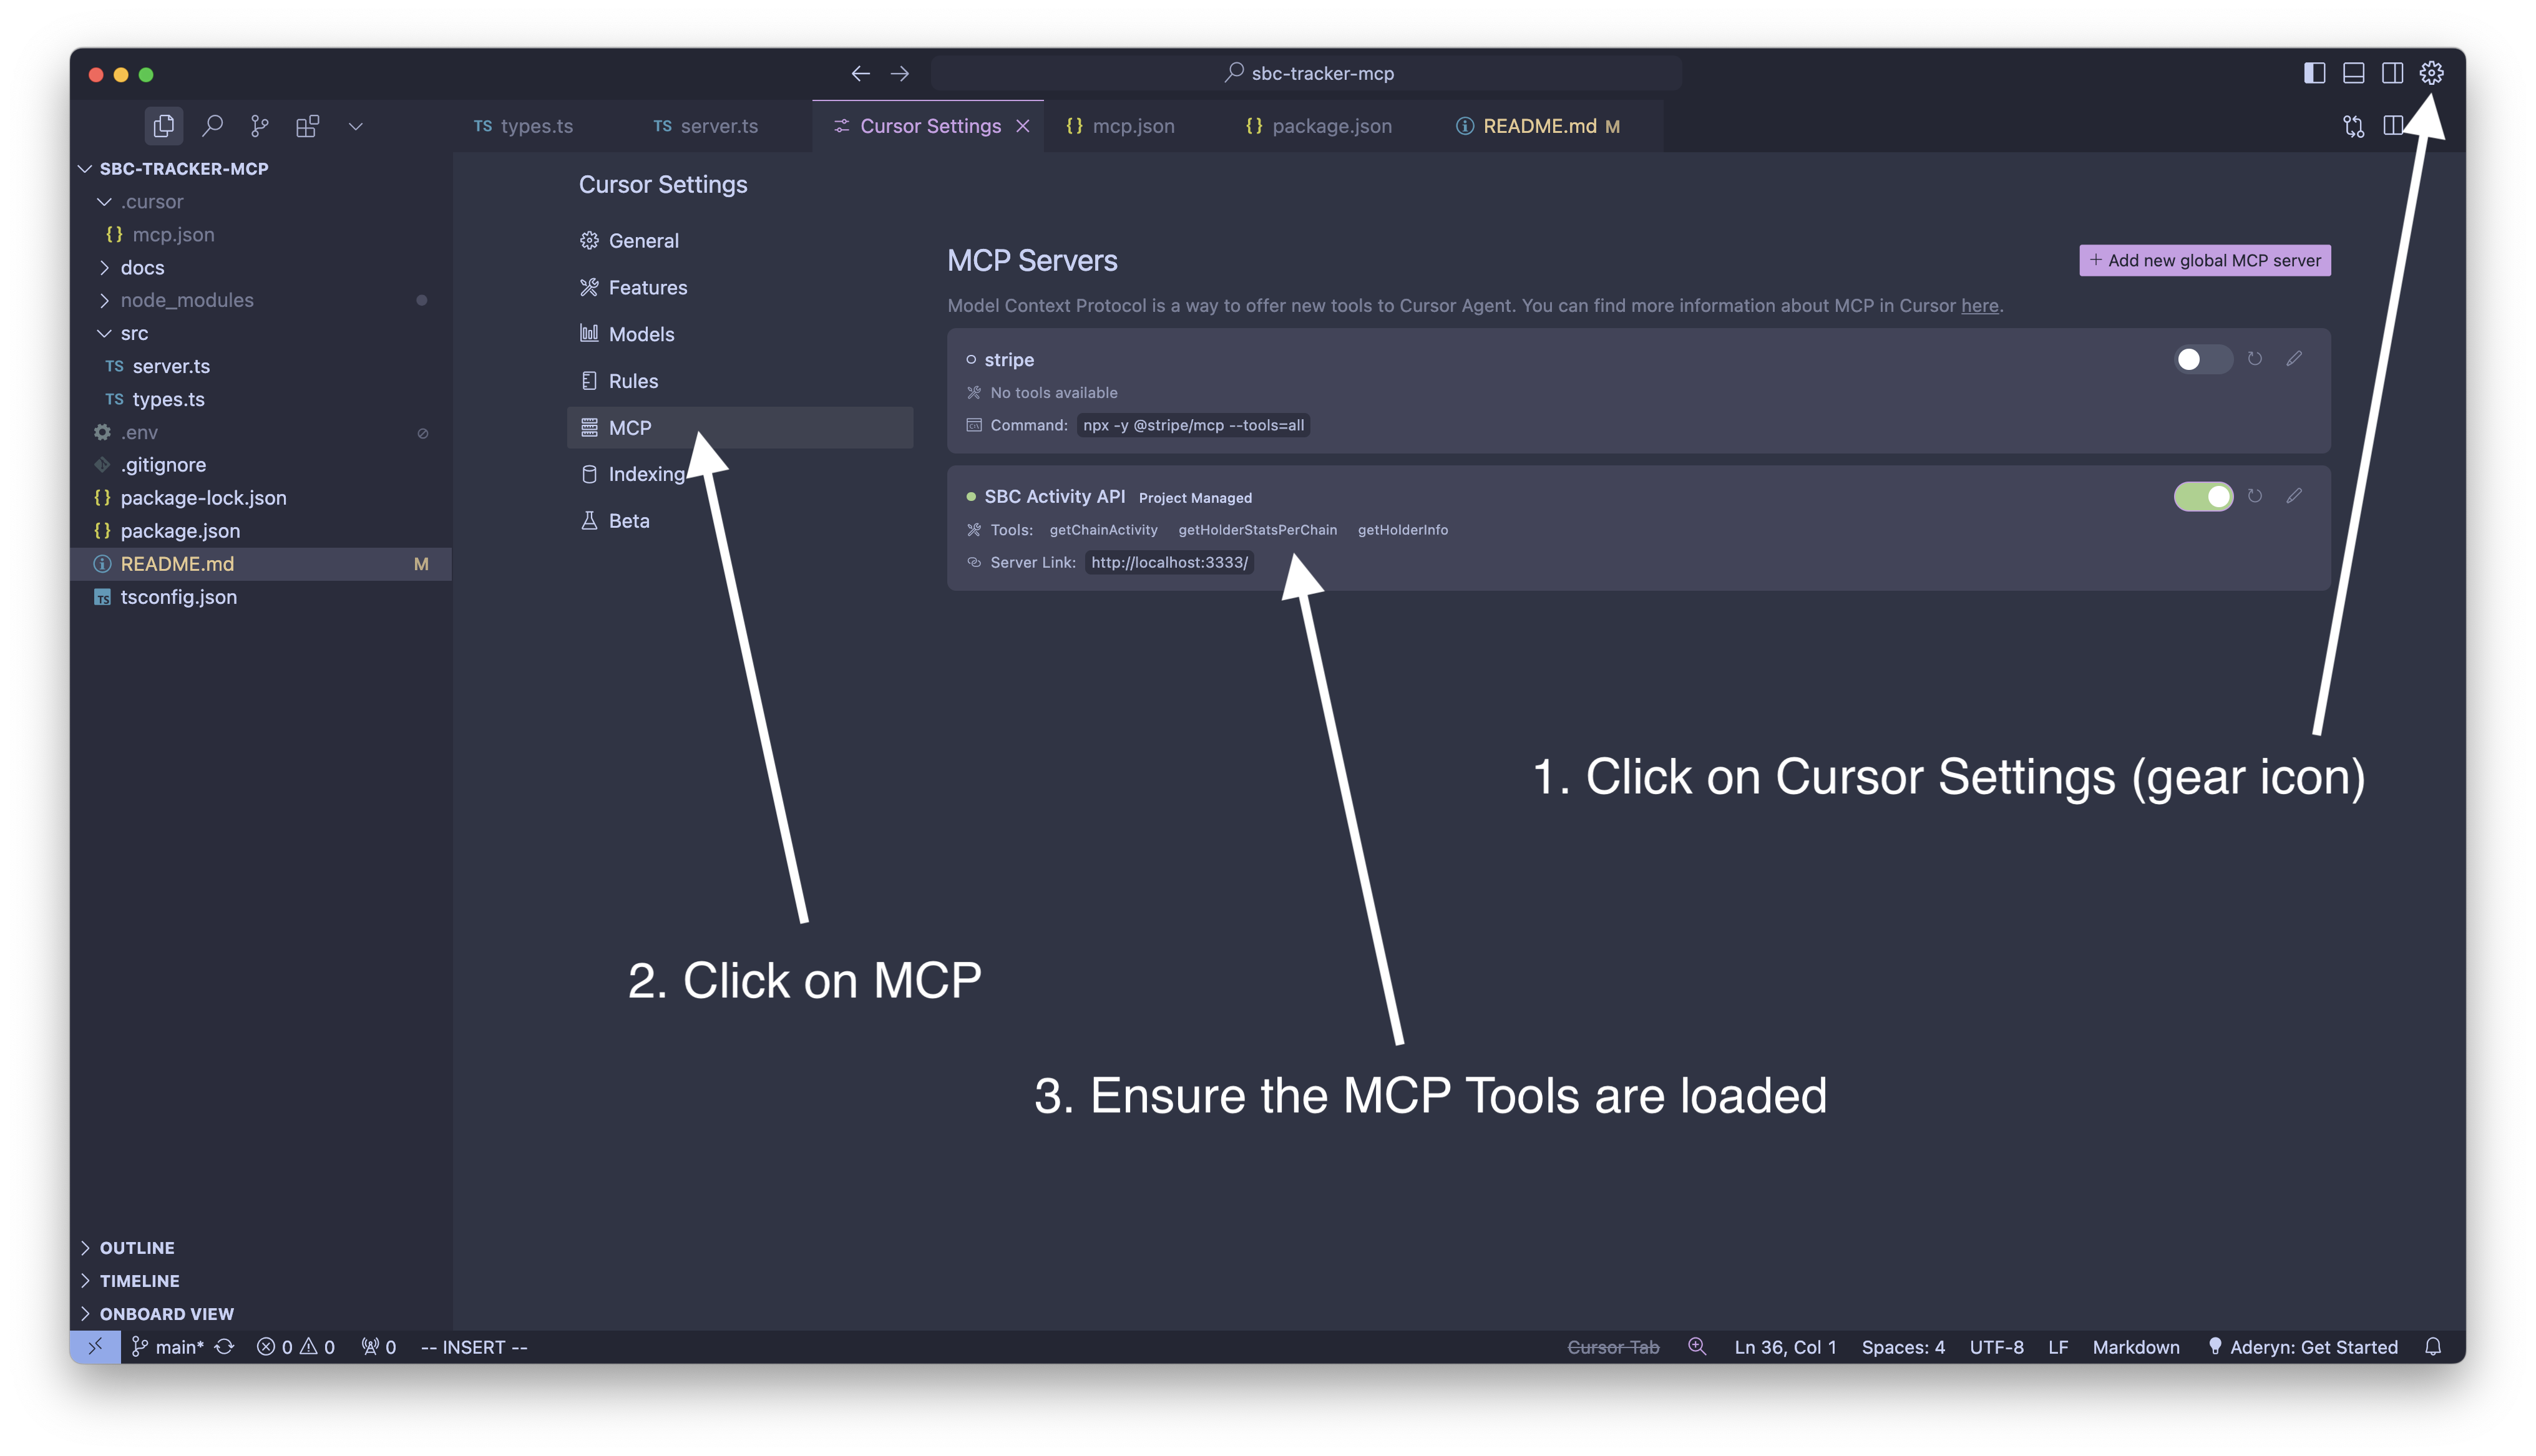 sbc-tracker-mcp
TS types.ts
TS server.ts
Cursor Settings
{} mcp.json
{} package.json
README.md M
SBC-TRACKER-MCP
.cursor
{} mcp.json
docs
node_modules
src
TS server.ts
TS types.ts
.env
.gitignore
{} package-lock.json
{} package.json
README.md M
TS tsconfig.json
OUTLINE
TIMELINE
ONBOARD VIEW
Cursor Settings
General
Features
Models
Rules
MCP
Indexing
Beta
MCP Servers
+ Add new global MCP server
Model Context Protocol is a way to offer new tools to Cursor Agent. You can find more information about MCP in Cursor here.
stripe
No tools available
Command: npx -y @stripe/mcp --tools=all
SBC Activity API Project Managed
Tools: getChainActivity getHolderStatsPerChain getHolderInfo
Server Link: http://localhost:3333/
1. Click on Cursor Settings (gear icon)
2. Click on MCP
3. Ensure the MCP Tools are loaded
main* 0 0 0 -- INSERT --
Cursor Tab Ln 36, Col 1 Spaces: 4 UTF-8 LF Markdown Aderyn: Get Started